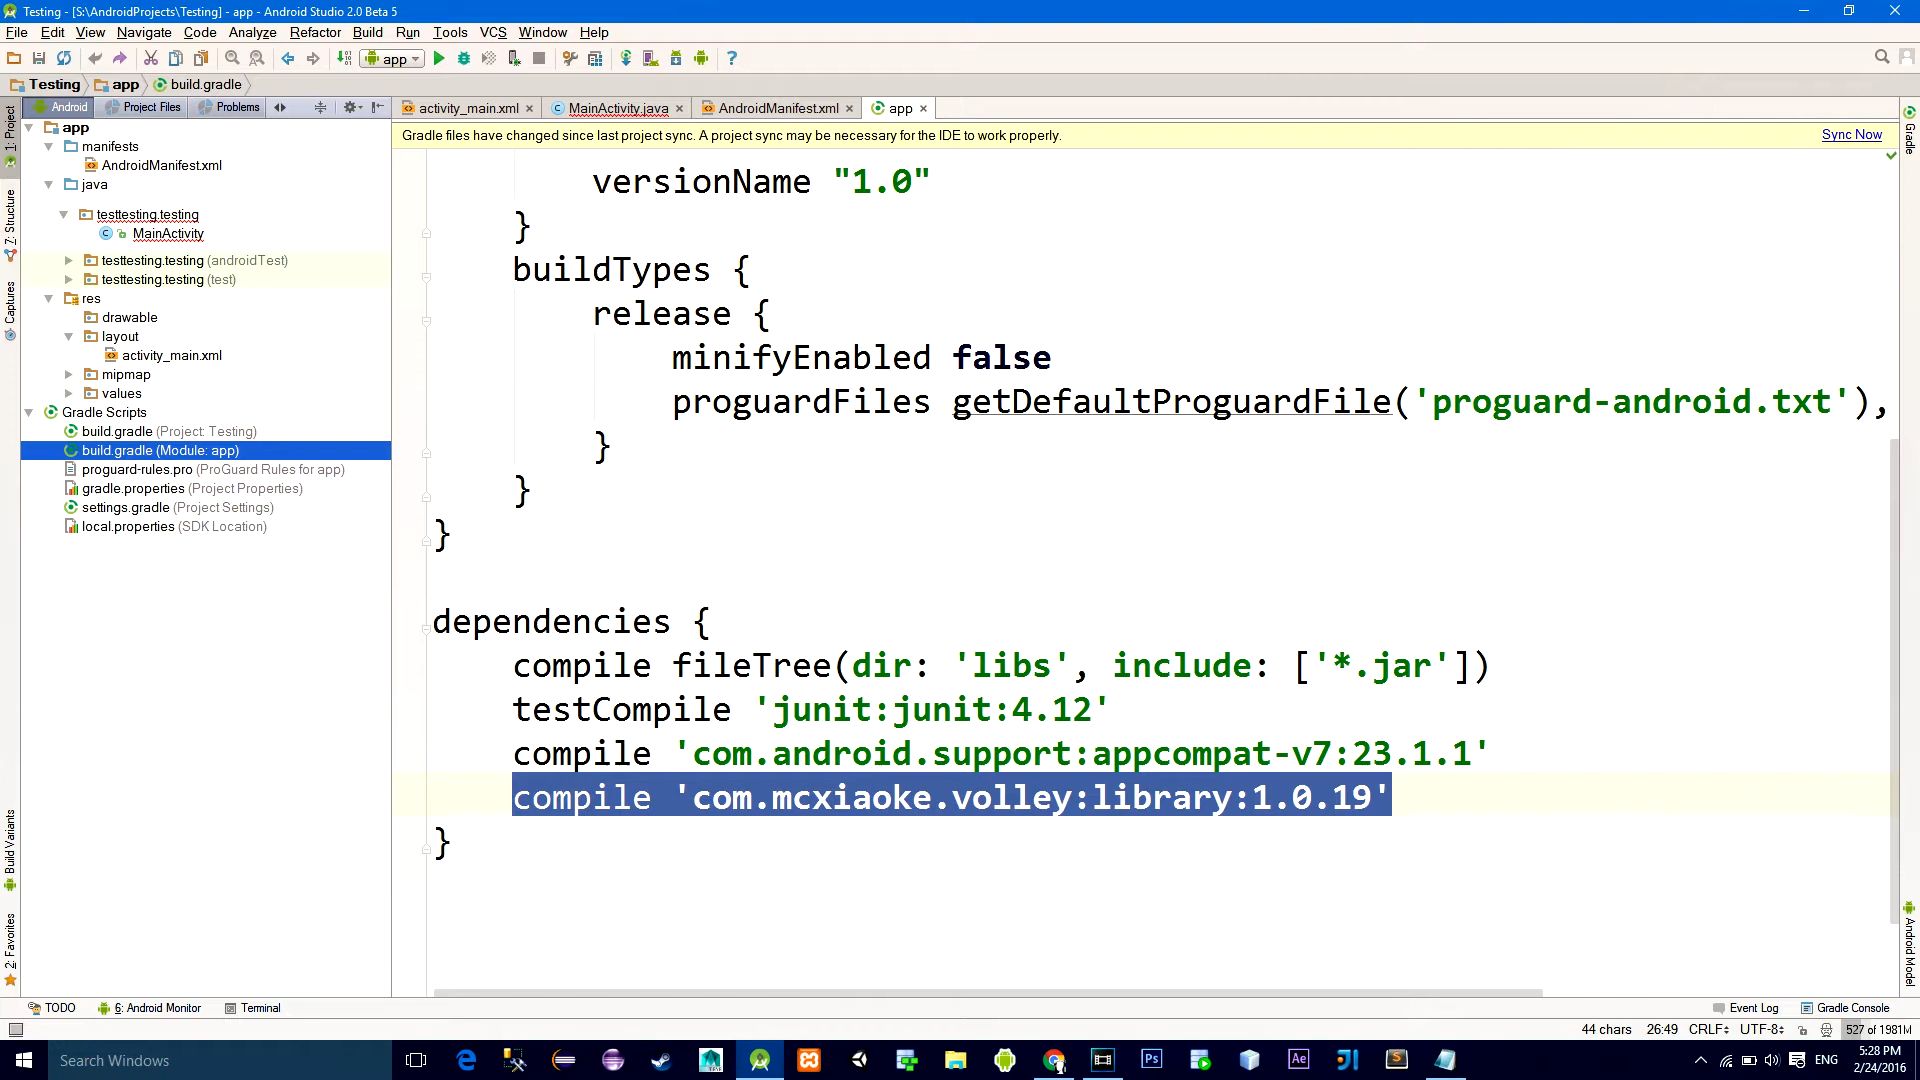 Testing - [S:\AndroidProjects\Testing] - app - Android Studio 2.0 Beta 5
File Edit View Navigate Code Analyze Refactor Build Run Tools VCS Window Help
app
Testing app build.gradle
Android Project Files Problems
activity_main.xml MainActivity.java AndroidManifest.xml app
Gradle files have changed since last project sync. A project sync may be necessary for the IDE to work properly. Sync Now
1: Project
7: Structure
Captures
Build Variants
2: Favorites
app
manifests
AndroidManifest.xml
java
testtesting.testing
MainActivity
testtesting.testing (androidTest)
testtesting.testing (test)
res
drawable
layout
activity_main.xml
mipmap
values
Gradle Scripts
build.gradle (Project: Testing)
build.gradle (Module: app)
proguard-rules.pro (ProGuard Rules for app)
gradle.properties (Project Properties)
settings.gradle (Project Settings)
local.properties (SDK Location)
versionName "1.0"
}
buildTypes {
release {
minifyEnabled false
proguardFiles getDefaultProguardFile('proguard-android.txt'),
}
}
}
dependencies {
compile fileTree(dir: 'libs', include: ['*.jar'])
testCompile 'junit:junit:4.12'
compile 'com.android.support:appcompat-v7:23.1.1'
compile 'com.mcxiaoke.volley:library:1.0.19'
}
Gradle
Android Model
TODO 6: Android Monitor Terminal Event Log Gradle Console
44 chars 26:49 CRLF UTF-8 527 of 1981M
Search Windows
Ps Ae ENG
5:28 PM
2/24/2016